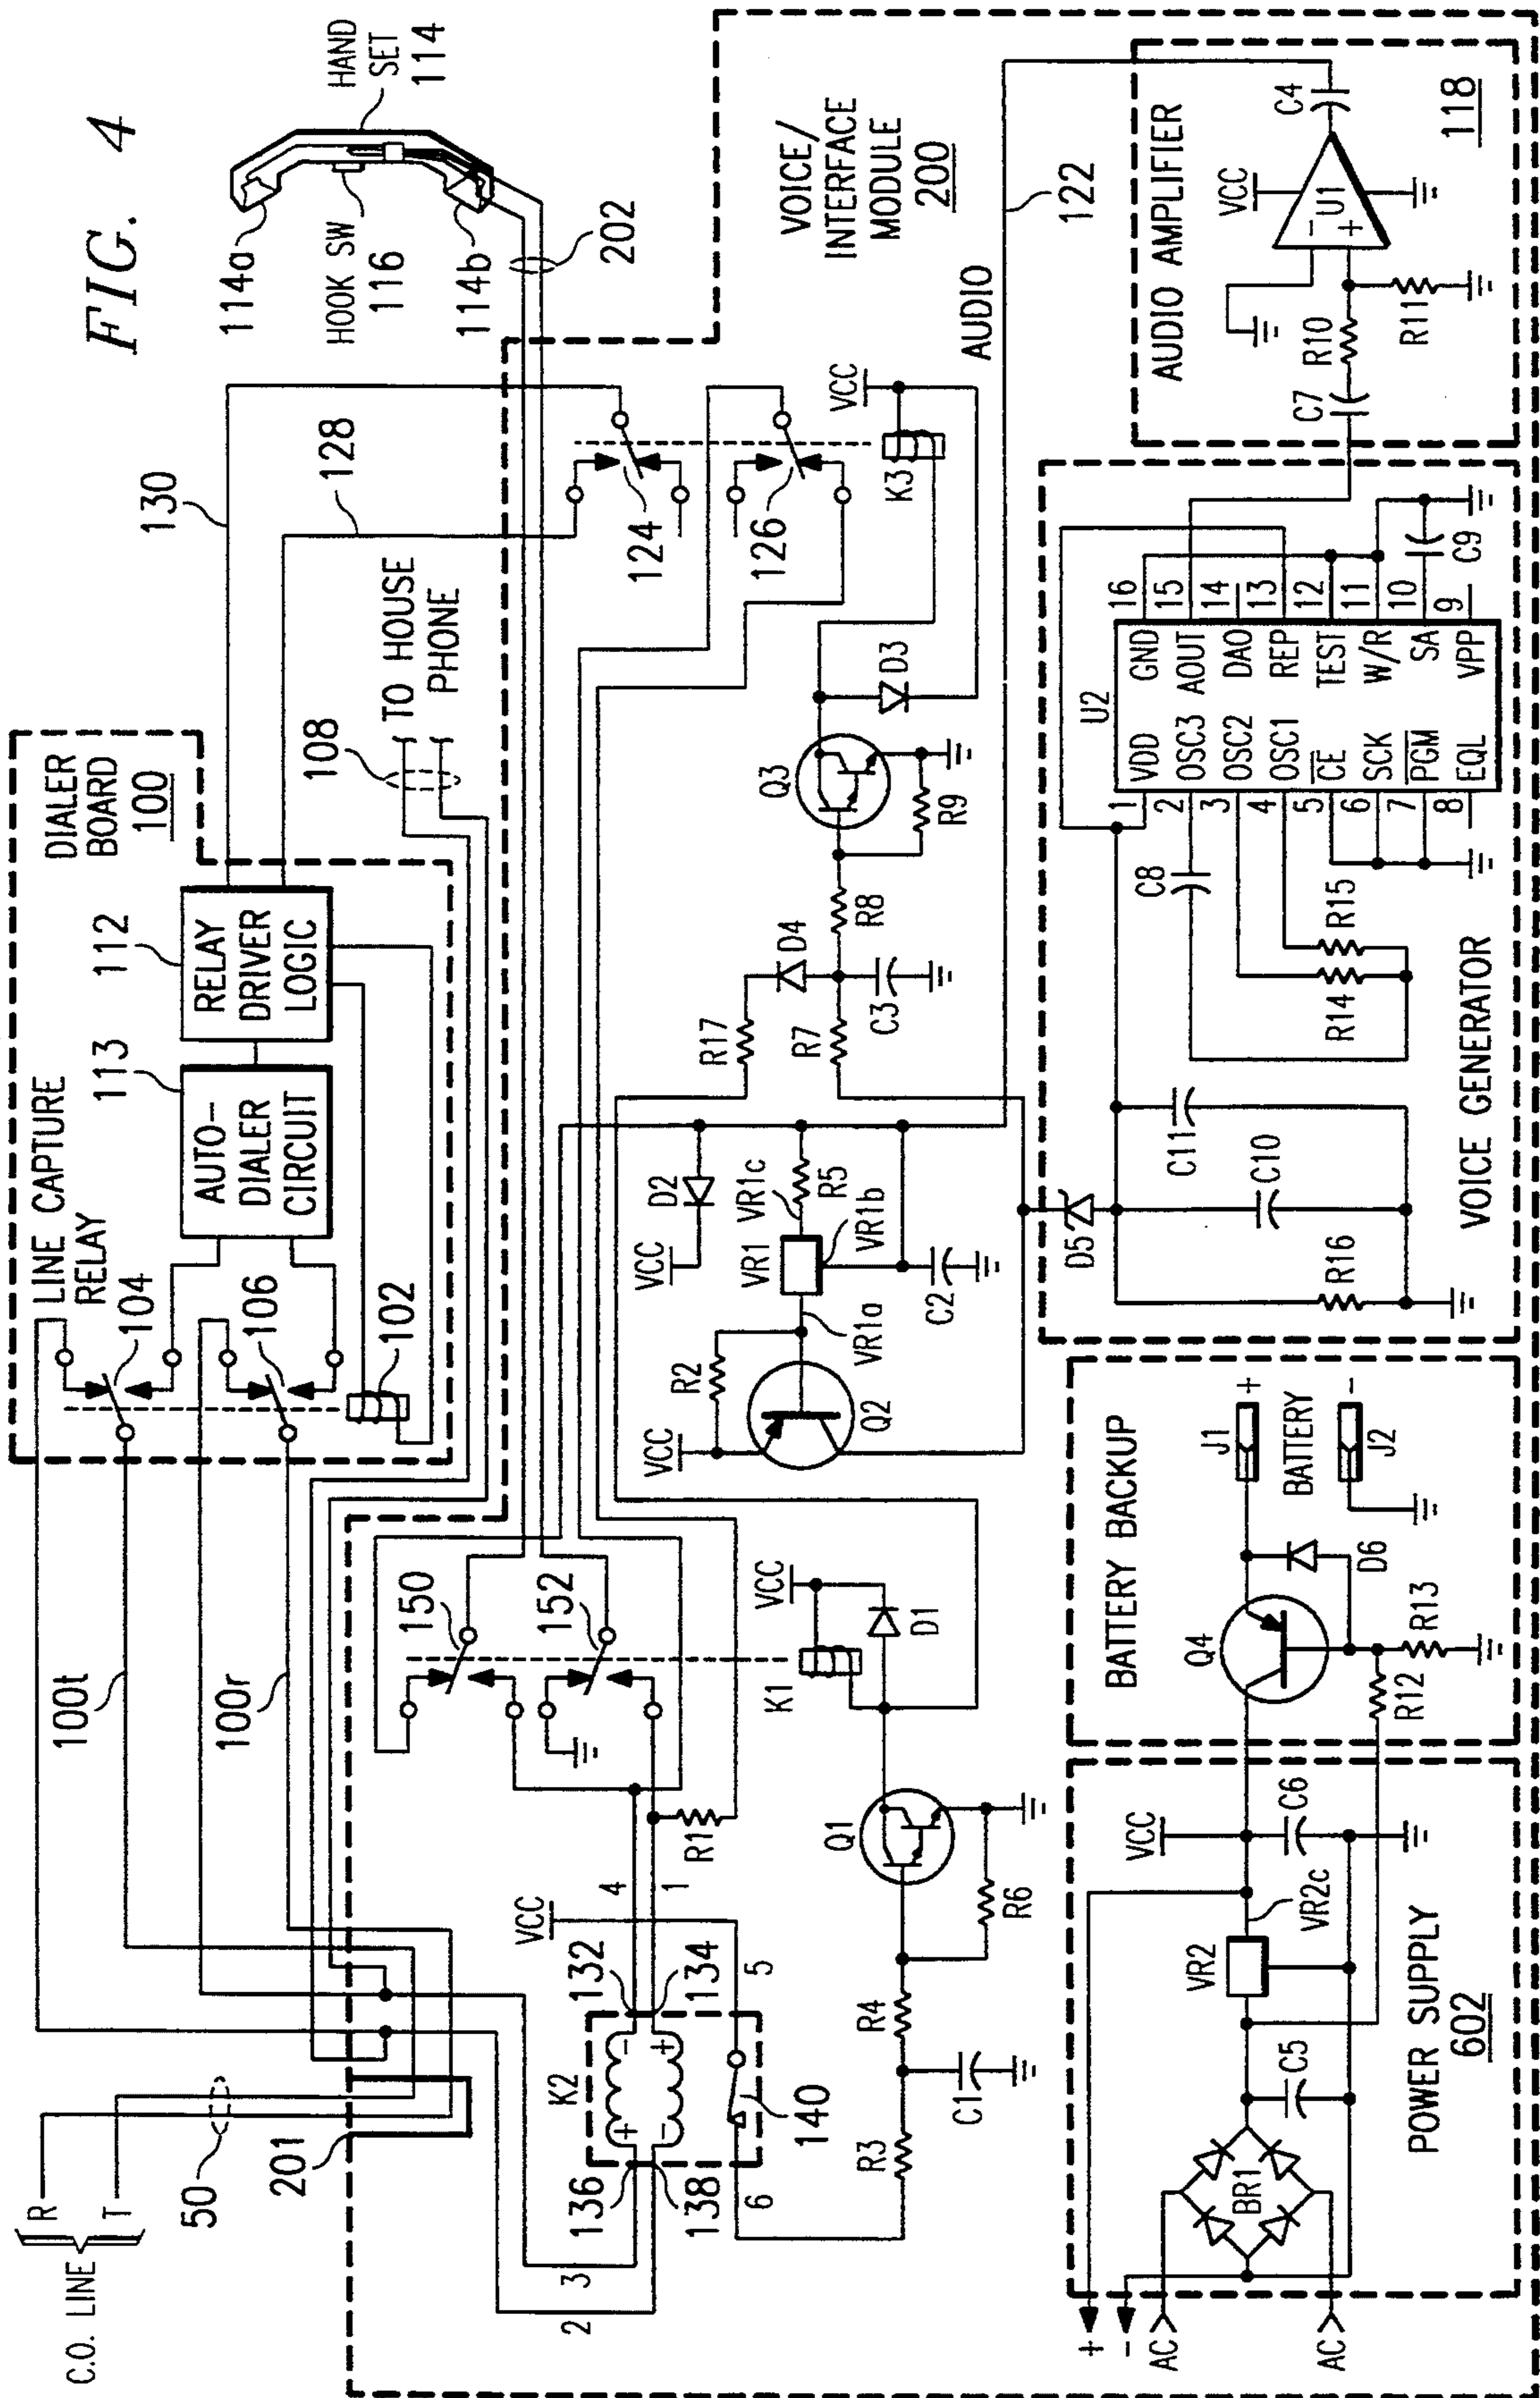 FIG. 4
C.O. LINE
R
T
50
201
100t
100r
LINE CAPTURE
RELAY
104
106
102
113
AUTO-
DIALER
CIRCUIT
112
RELAY
DRIVER
LOGIC
DIALER
BOARD
100
108
TO HOUSE
PHONE
130
128
114a
HOOK SW
116
114b
HAND
SET
114
202
VOICE/
INTERFACE
MODULE
200
2
3
136
138
K2
+
-
-
+
132
134
4
1
140
6
5
VCC
R1
150
152
K1
VCC
D1
R3
C1
R4
R6
Q1
VCC
R2
Q2
VCC
D2
VR1
VR1a
VR1b
VR1c
R5
C2
R17
R7
D4
C3
R8
Q3
R9
D3
124
126
K3
VCC
AUDIO
122
AC
AC
+
-
BR1
C5
VR2
VR2c
VCC
C6
POWER SUPPLY
602
BATTERY BACKUP
Q4
R12
R13
D6
J1
+
BATTERY
J2
-
D5
R16
C10
C11
R14
R15
C8
VOICE GENERATOR
U2
1 VDD GND 16
2 OSC3 AOUT 15
3 OSC2 DAO 14
4 OSC1 REP 13
5 CE TEST 12
6 SCK W/R 11
7 PGM SA 10
8 EQL VPP 9
C9
AUDIO AMPLIFIER
118
C7
R10
R11
VCC
-
+
U1
C4